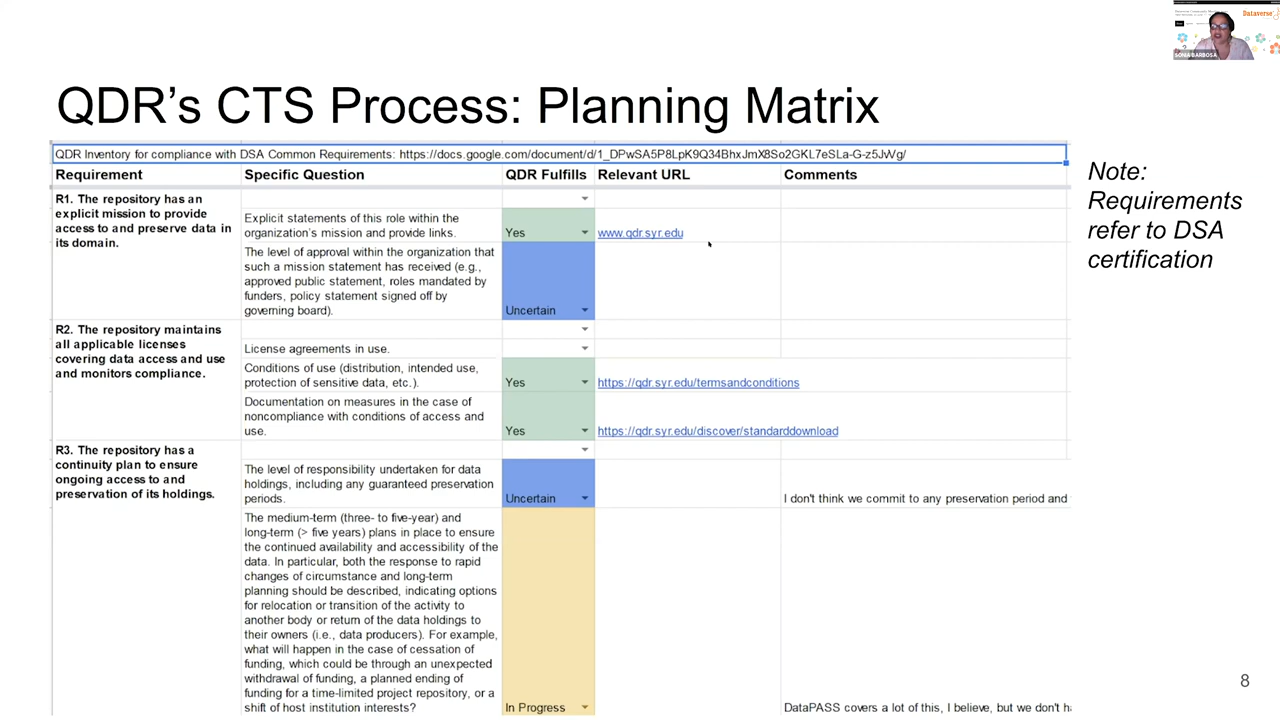 Dataverse
SONIA BARBOSA
QDR's CTS Process: Planning Matrix
QDR Inventory for compliance with DSA Common Requirements: https://docs.google.com/document/d/1_DPwSA5P8LpK9Q34BhxJmX8So2GKL7eSLa-G-z5JvVg/
Requirement
Specific Question
QDR Fulfills
Relevant URL
Comments
R1. The repository has an
explicit mission to provide
access to and preserve data in
its domain.
Explicit statements of this role within the
organization's mission and provide links.
Yes
www.qdr.syr.edu
The level of approval within the organization that
such a mission statement has received (e.g.,
approved public statement, roles mandated by
funders, policy statement signed off by
governing board).
Uncertain
R2. The repository maintains
all applicable licenses
covering data access and use
and monitors compliance.
License agreements in use.
Conditions of use (distribution, intended use,
protection of sensitive data, etc.).
Yes
https://qdr.syr.edu/termsandconditions
Documentation on measures in the case of
noncompliance with conditions of access and
use.
Yes
https://qdr.syr.edu/discover/standarddownload
R3. The repository has a
continuity plan to ensure
ongoing access to and
preservation of its holdings.
The level of responsibility undertaken for data
holdings, including any guaranteed preservation
periods.
Uncertain
I don't think we commit to any preservation period and
The medium-term (three- to five-year) and
long-term (> five years) plans in place to ensure
the continued availability and accessibility of the
data. In particular, both the response to rapid
changes of circumstance and long-term
planning should be described, indicating options
for relocation or transition of the activity to
another body or return of the data holdings to
their owners (i.e., data producers). For example,
what will happen in the case of cessation of
funding, which could be through an unexpected
withdrawal of funding, a planned ending of
funding for a time-limited project repository, or a
shift of host institution interests?
In Progress
DataPASS covers a lot of this, I believe, but we don't
Note:
Requirements
refer to DSA
certification
8